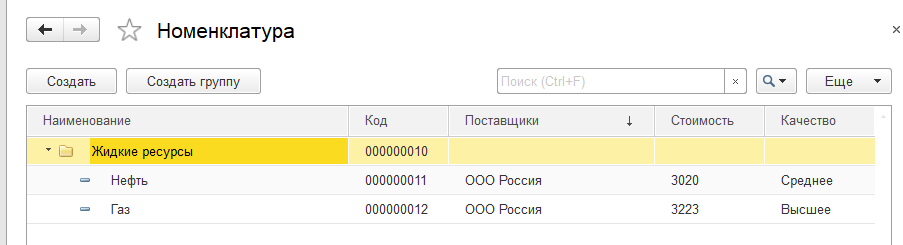 Номенклатура
Создать Создать группу Поиск (Ctrl+F) × Еще
Наименование Код Поставщики ↓ Стоимость Качество
Жидкие ресурсы 000000010
Нефть 000000011 ООО Россия 3020 Среднее
Газ 000000012 ООО Россия 3223 Высшее